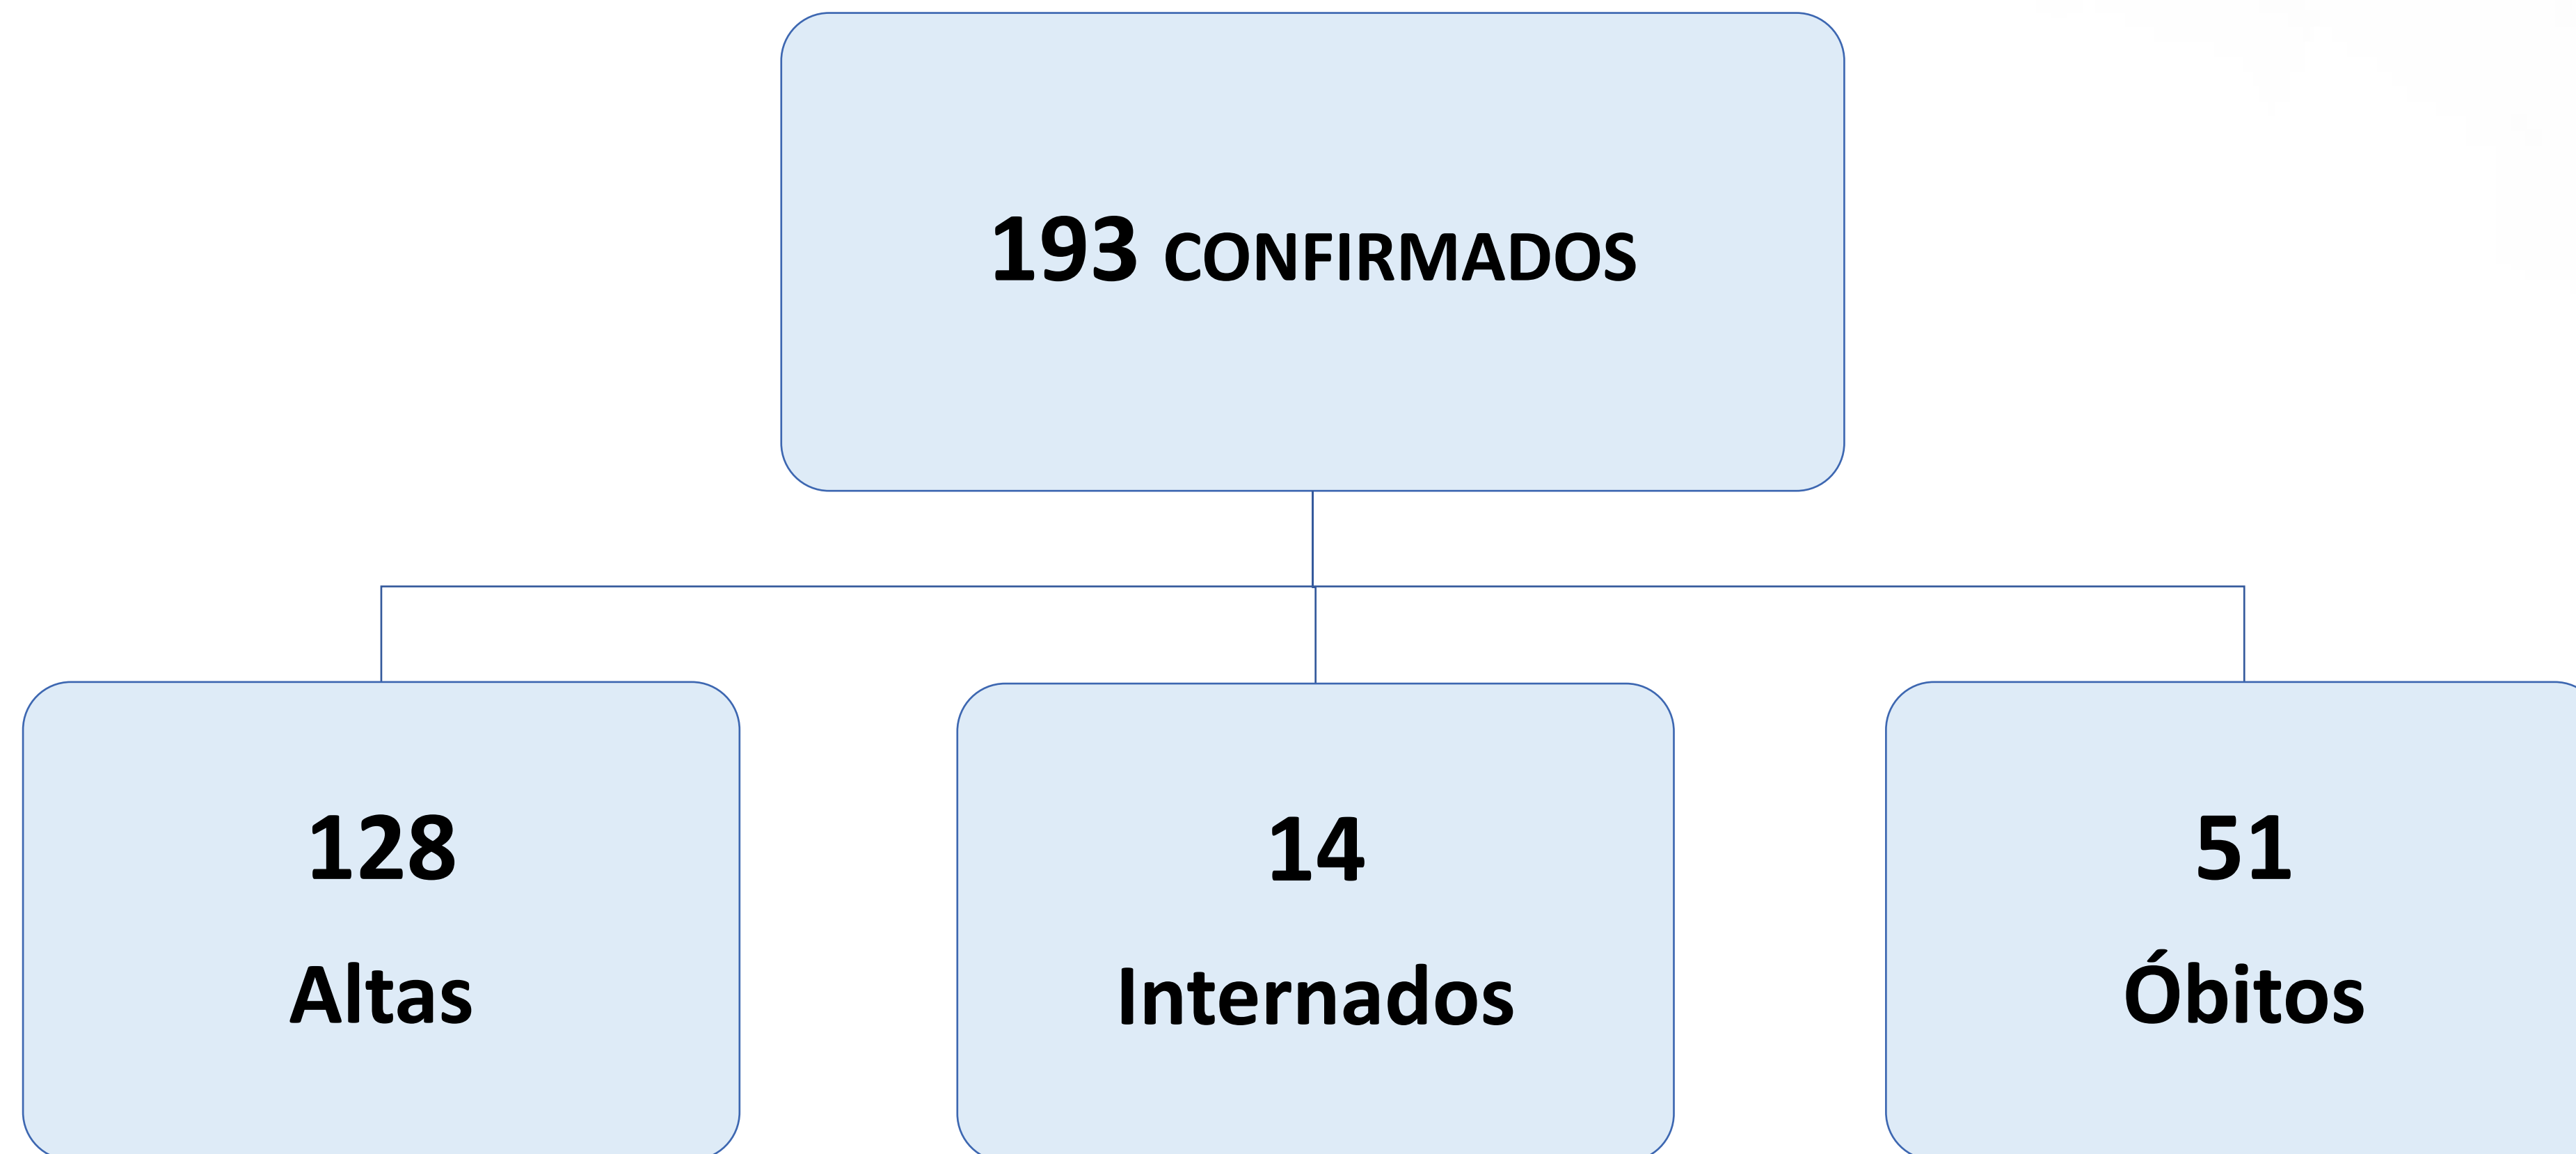 193 CONFIRMADOS
128
Altas
14
Internados
51
Óbitos